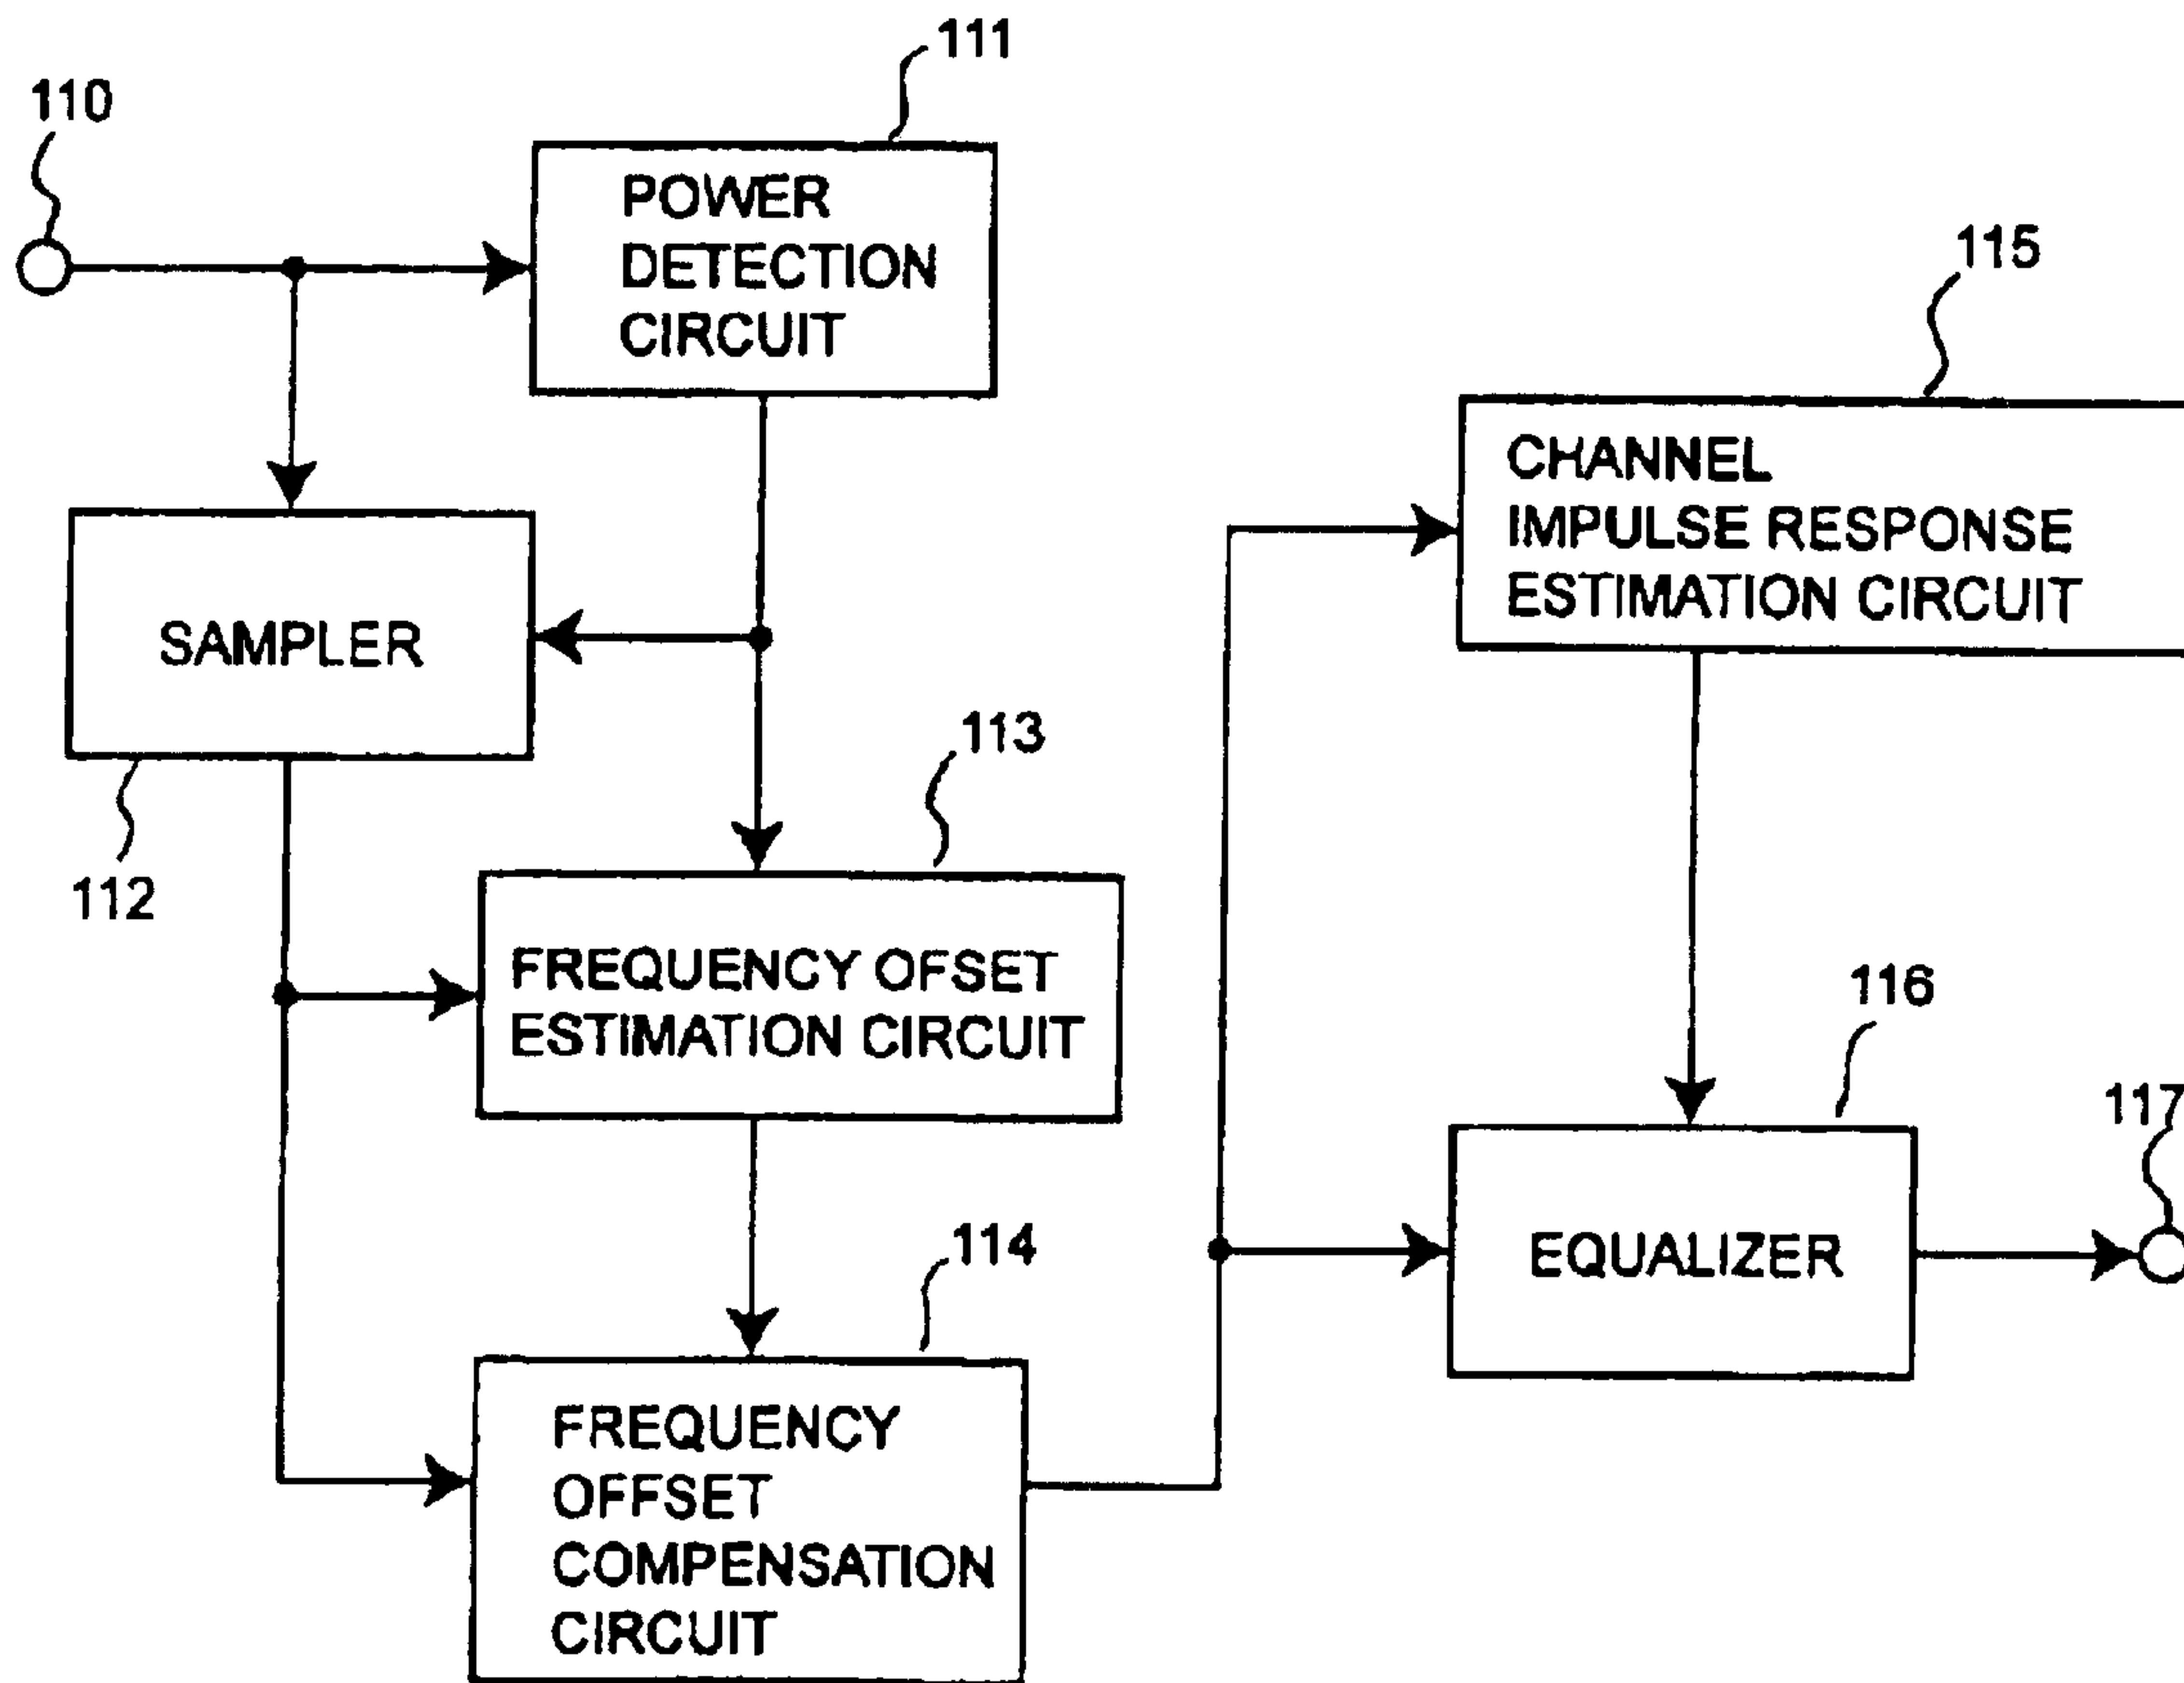 111
110
POWER
DETECTION
CIRCUIT
115
CHANNEL
IMPULSE RESPONSE
ESTIMATION CIRCUIT
SAMPLER
113
112
FREQUENCY OFSET
ESTIMATION CIRCUIT
116
117
114
EQUALIZER
FREQUENCY
OFFSET
COMPENSATION
CIRCUIT